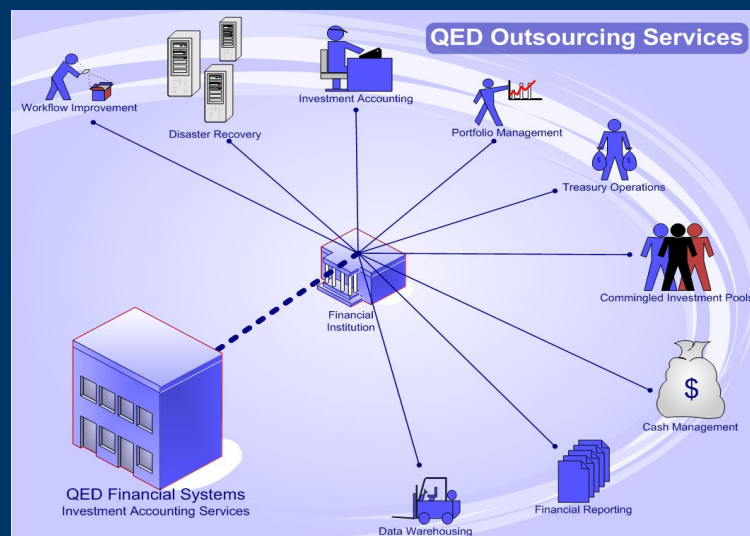 QED Outsourcing Services
Workflow Improvement
Disaster Recovery
Investment Accounting
Portfolio Management
$ $
Treasury Operations
Commingled Investment Pools
Financial
Institution
$
Cash Management
QED Financial Systems
Investment Accounting Services
Financial Reporting
Data Warehousing